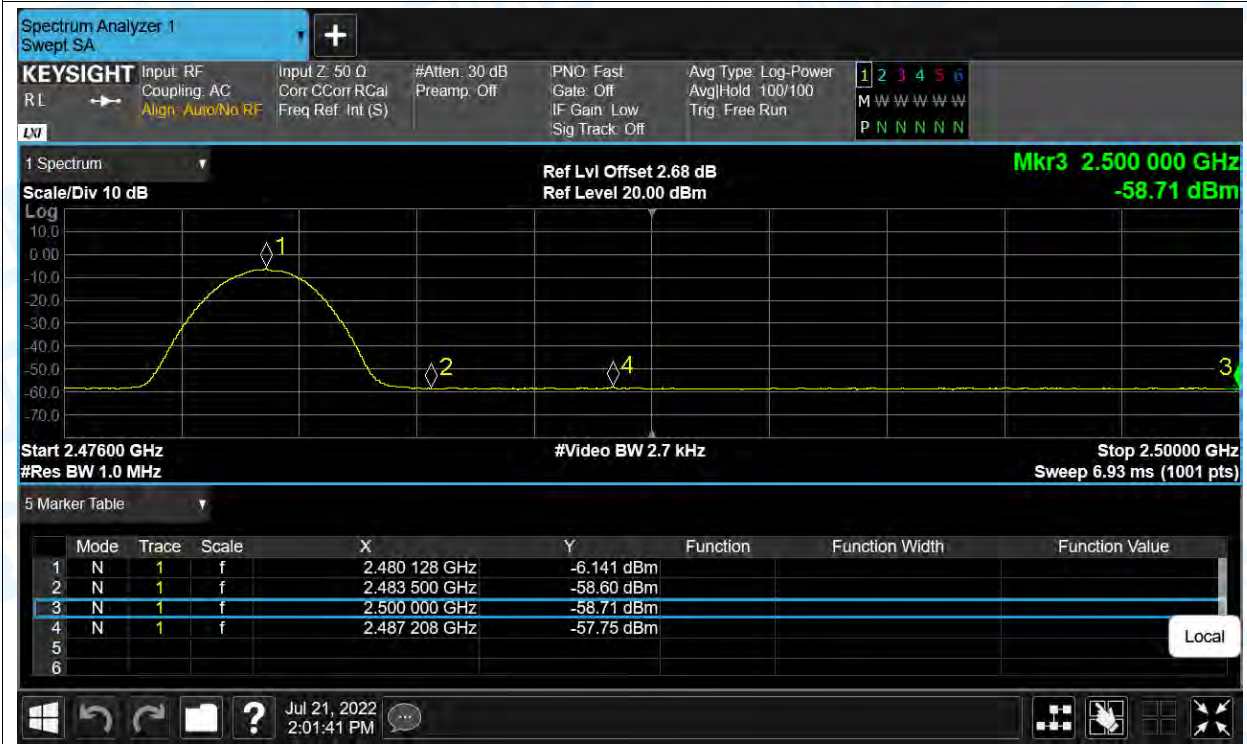 Spectrum Analyzer 1
Swept SA
+
KEYSIGHT
RL
LXI
Input: RF
Coupling: AC
Align: Auto/No RF
Input Z: 50 Ω
Corr CCorr RCal
Freq Ref: Int (S)
#Atten: 30 dB
Preamp: Off
PNO: Fast
Gate: Off
IF Gain: Low
Sig Track: Off
Avg Type: Log-Power
Avg|Hold: 100/100
Trig: Free Run
1 2 3 4 5 6
M W W W W W W
P N N N N N N
1 Spectrum
Scale/Div 10 dB
Ref Lvl Offset 2.68 dB
Ref Level 20.00 dBm
Mkr3 2.500 000 GHz
-58.71 dBm
Log
10.0
0.00
-10.0
-20.0
-30.0
-40.0
-50.0
-60.0
-70.0
1
2
4
3
Start 2.47600 GHz
#Video BW 2.7 kHz
Stop 2.50000 GHz
#Res BW 1.0 MHz
Sweep 6.93 ms (1001 pts)
5 Marker Table
Mode Trace Scale X Y Function Function Width Function Value
1 N 1 f 2.480 128 GHz -6.141 dBm
2 N 1 f 2.483 500 GHz -58.60 dBm
3 N 1 f 2.500 000 GHz -58.71 dBm
4 N 1 f 2.487 208 GHz -57.75 dBm
5
6
Local
?
Jul 21, 2022
2:01:41 PM